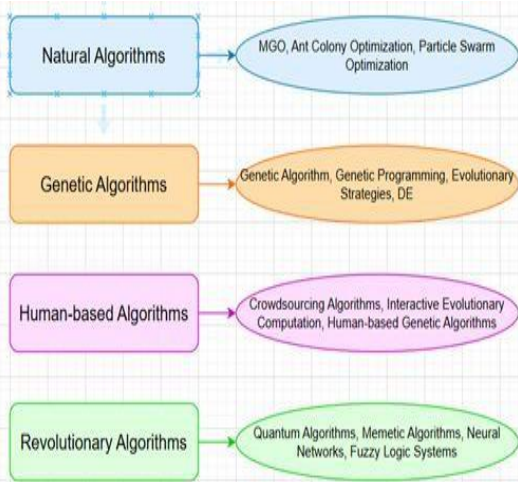 Natural Algorithms
MGO, Ant Colony Optimization, Particle Swarm
Optimization
Genetic Algorithms
Genetic Algorithm, Genetic Programming, Evolutionary
Strategies, DE
Human-based Algorithms
Crowdsourcing Algorithms, Interactive Evolutionary
Computation, Human-based Genetic Algorithms
Revolutionary Algorithms
Quantum Algorithms, Memetic Algorithms, Neural
Networks, Fuzzy Logic Systems